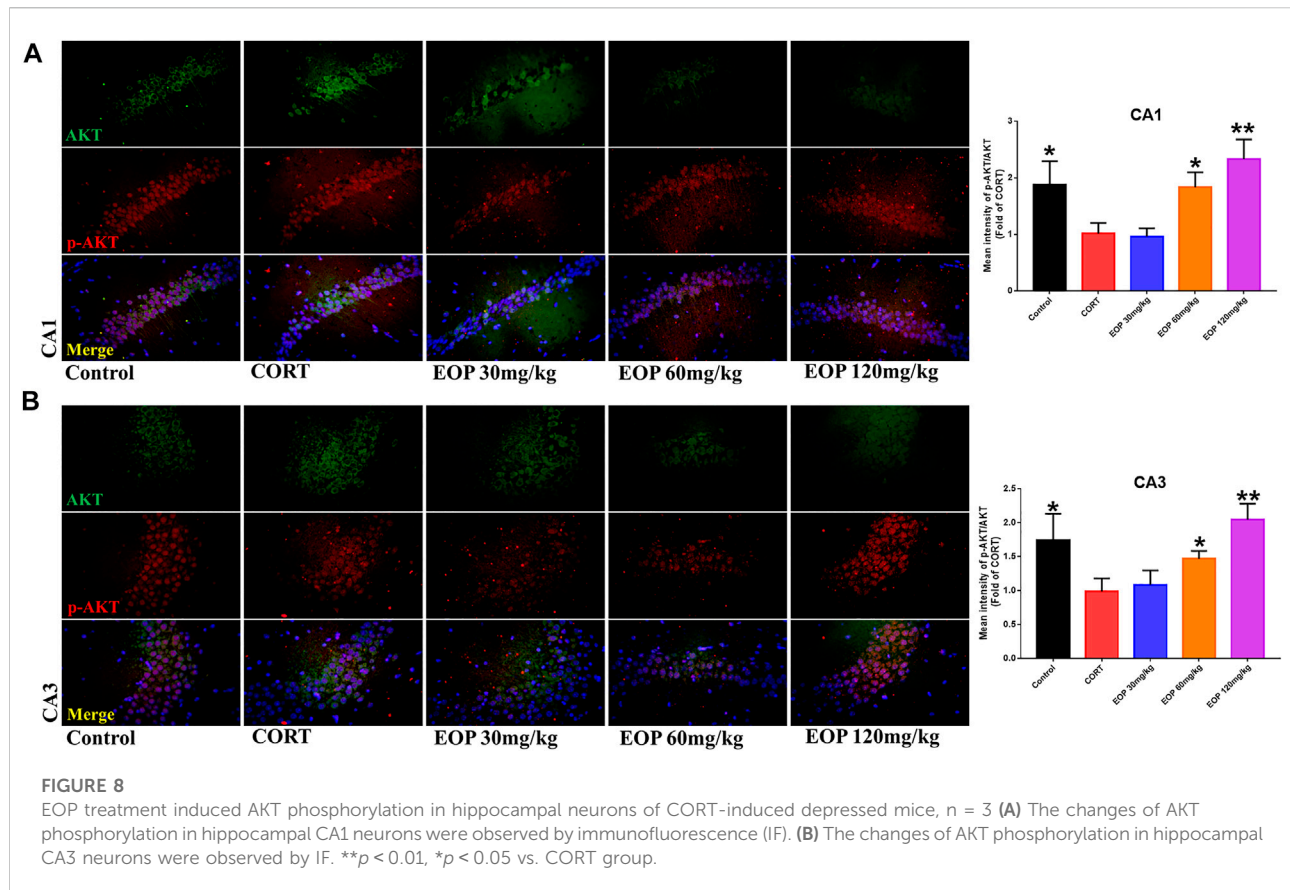 A
AKT
p-AKT
Merge
CA1
Control
CORT
EOP 30mg/kg
EOP 60mg/kg
EOP 120mg/kg
CA1
Mean intensity of p-AKT/AKT
(Fold of CORT)
3
2
1
0
*
*
**
Control
CORT
EOP 30mg/kg
EOP 60mg/kg
EOP 120mg/kg
B
AKT
p-AKT
Merge
CA3
Control
CORT
EOP 30mg/kg
EOP 60mg/kg
EOP 120mg/kg
CA3
Mean intensity of p-AKT/AKT
(Fold of CORT)
2.5
2.0
1.5
1.0
0.5
0.0
*
*
**
Control
CORT
EOP 30mg/kg
EOP 60mg/kg
EOP 120mg/kg
FIGURE 8
EOP treatment induced AKT phosphorylation in hippocampal neurons of CORT-induced depressed mice, n = 3 (A) The changes of AKT
phosphorylation in hippocampal CA1 neurons were observed by immunofluorescence (IF). (B) The changes of AKT phosphorylation in hippocampal
CA3 neurons were observed by IF. **p < 0.01, *p < 0.05 vs. CORT group.